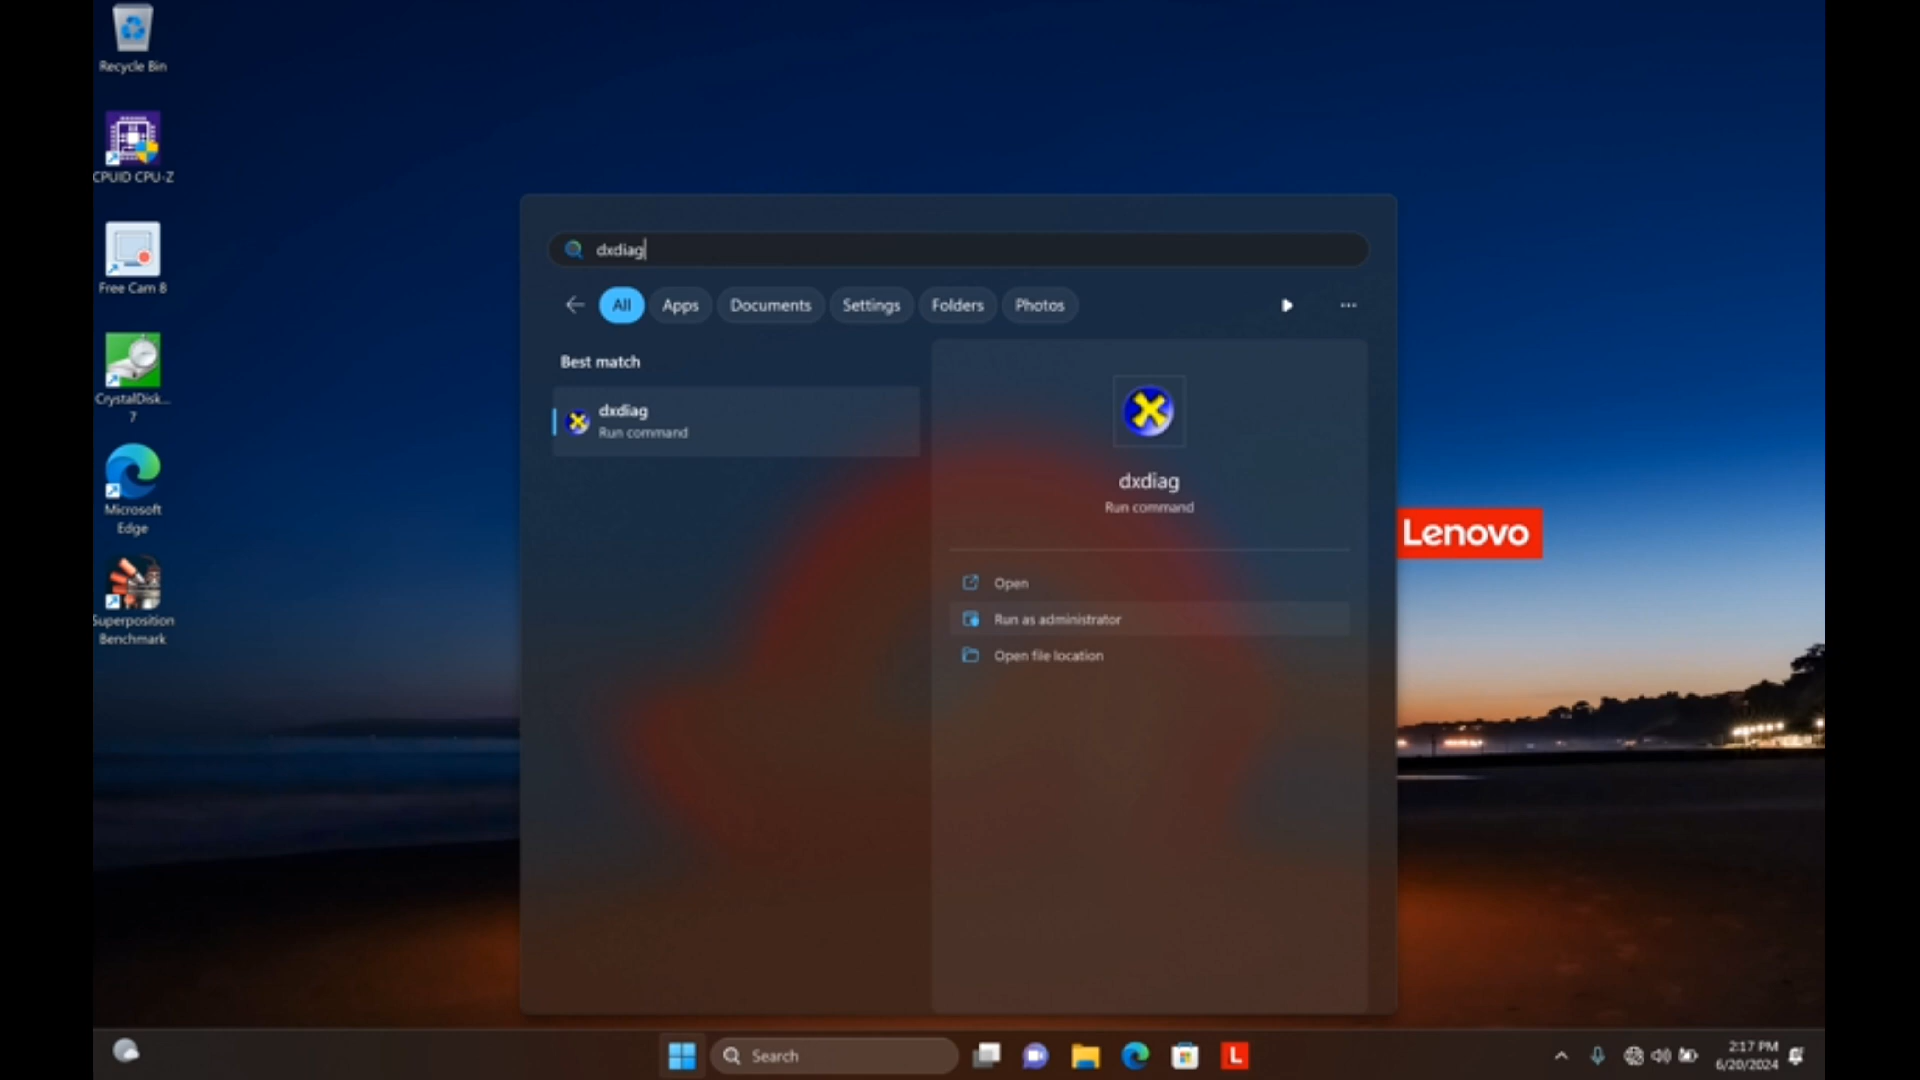 Recycle Bin
CPUID CPU-Z
Free Cam 8
CrystalDisk...
7
Microsoft
Edge
Superposition
Benchmark
dxdiag
All
Apps
Documents
Settings
Folders
Photos
Best match
dxdiag
Run command
dxdiag
Run command
Open
Run as administrator
Open file location
Lenovo
Search
L
2:17 PM
6/20/2024